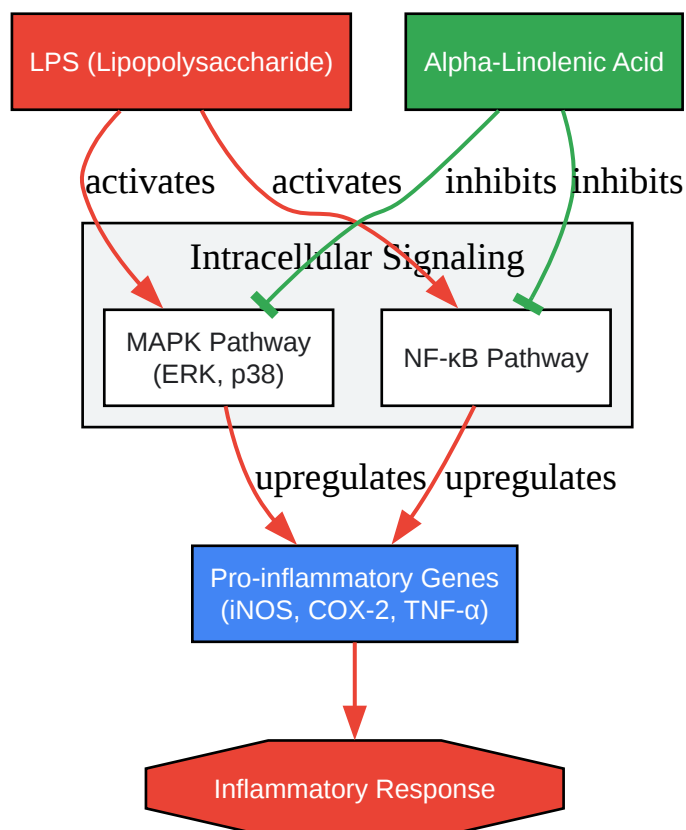 LPS (Lipopolysaccharide)
Alpha-Linolenic Acid
activates
activates
inhibits
inhibits
Intracellular Signaling
MAPK Pathway
(ERK, p38)
NF-κB Pathway
upregulates
upregulates
Pro-inflammatory Genes
(iNOS, COX-2, TNF-α)
Inflammatory Response